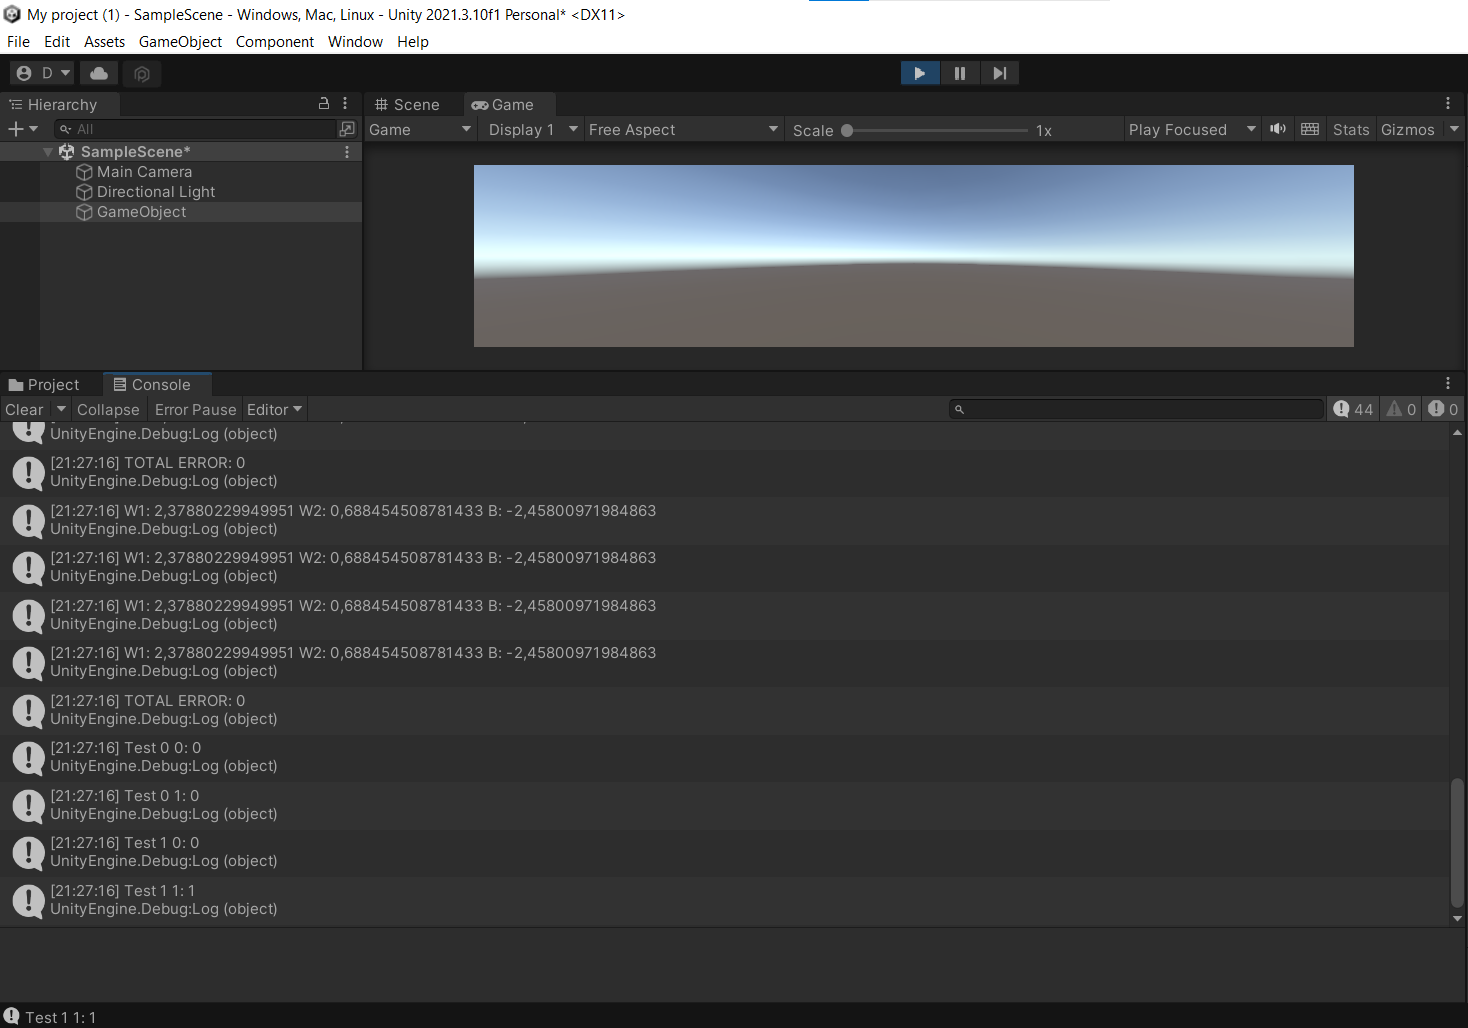 My project (1) - SampleScene - Windows, Mac, Linux - Unity 2021.3.10f1 Personal* <DX11>
File Edit Assets GameObject Component Window Help
D
Hierarchy
All
SampleScene*
Main Camera
Directional Light
GameObject
Scene Game
Game Display 1 Free Aspect Scale 1x Play Focused Stats Gizmos
Project Console
Clear Collapse Error Pause Editor 44 0 0
UnityEngine.Debug:Log (object)
[21:27:16] TOTAL ERROR: 0
UnityEngine.Debug:Log (object)
[21:27:16] W1: 2,37880229949951 W2: 0,688454508781433 B: -2,45800971984863
UnityEngine.Debug:Log (object)
[21:27:16] W1: 2,37880229949951 W2: 0,688454508781433 B: -2,45800971984863
UnityEngine.Debug:Log (object)
[21:27:16] W1: 2,37880229949951 W2: 0,688454508781433 B: -2,45800971984863
UnityEngine.Debug:Log (object)
[21:27:16] W1: 2,37880229949951 W2: 0,688454508781433 B: -2,45800971984863
UnityEngine.Debug:Log (object)
[21:27:16] TOTAL ERROR: 0
UnityEngine.Debug:Log (object)
[21:27:16] Test 0 0: 0
UnityEngine.Debug:Log (object)
[21:27:16] Test 0 1: 0
UnityEngine.Debug:Log (object)
[21:27:16] Test 1 0: 0
UnityEngine.Debug:Log (object)
[21:27:16] Test 1 1: 1
UnityEngine.Debug:Log (object)
Test 1 1: 1